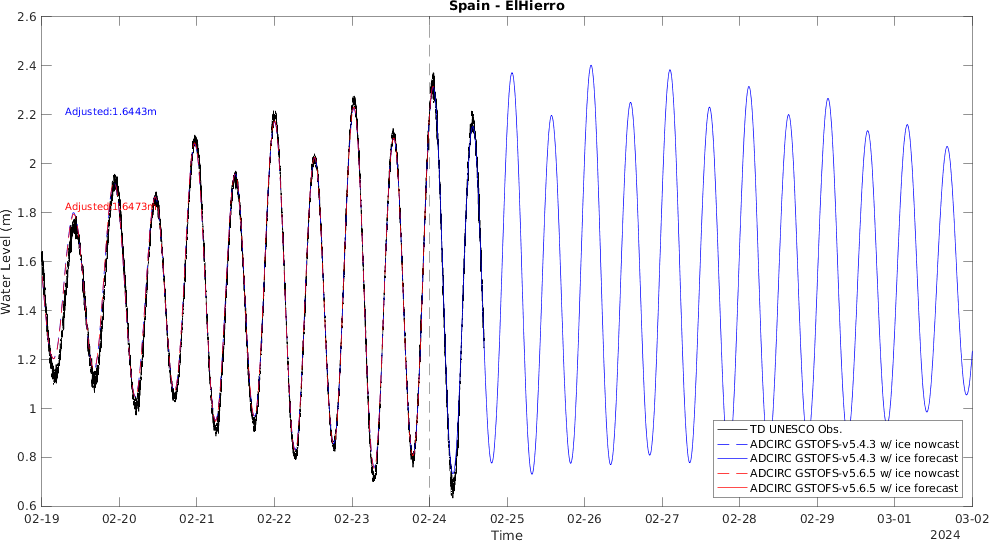 Spain - ElHierro
2.6
2.4
2.2
2
1.8
1.6
1.4
1.2
1
0.8
0.6
Water Level (m)
Adjusted:1.6443m
Adjusted:1.6473m
TD UNESCO Obs.
ADCIRC GSTOFS-v5.4.3 w/ ice nowcast
ADCIRC GSTOFS-v5.4.3 w/ ice forecast
ADCIRC GSTOFS-v5.6.5 w/ ice nowcast
ADCIRC GSTOFS-v5.6.5 w/ ice forecast
02-19 02-20 02-21 02-22 02-23 02-24 02-25 02-26 02-27 02-28 02-29 03-01 03-02
Time
2024